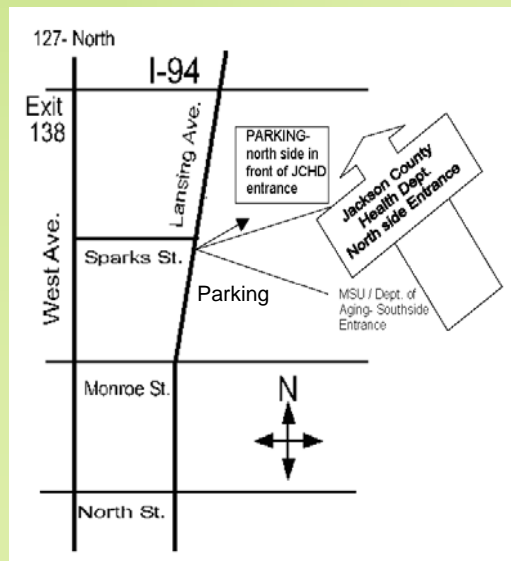 127- North
I-94
Exit
138
Lansing Ave.
PARKING-
north side in
front of JCHD
entrance
Jackson County
Health Dept.
North side Entrance
West Ave.
Sparks St.
Parking
MSU / Dept. of
Aging- Southside
Entrance
Monroe St.
N
North St.